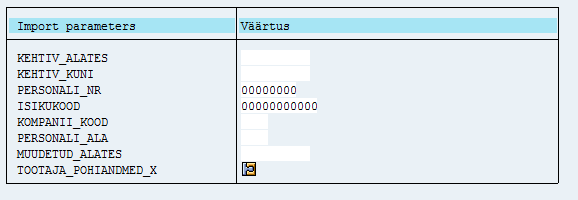 Import parameters Väärtus
KEHTIV_ALATES
KEHTIV_KUNI
PERSONALI_NR 00000000
ISIKUKOOD 00000000000
KOMPANII_KOOD
PERSONALI_ALA
MUUDETUD_ALATES
TOOTAJA_POHIANDMED_X